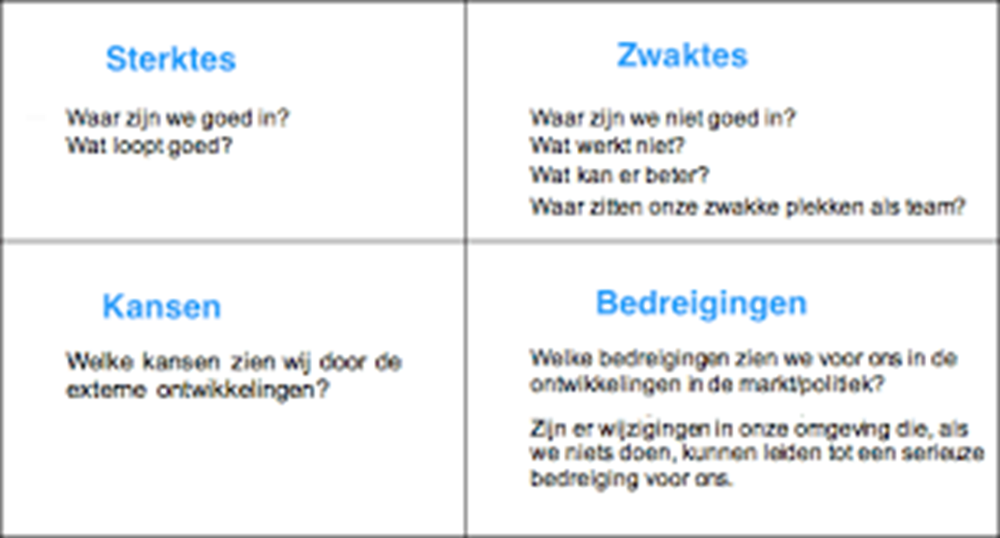 Sterktes
Waar zijn we goed in?
Wat loopt goed?
Zwaktes
Waar zijn we niet goed in?
Wat werkt niet?
Wat kan er beter?
Waar zitten onze zwakke plekken als team?
Kansen
Welke kansen zien wij door de
externe ontwikkelingen?
Bedreigingen
Welke bedreigingen zien we voor ons in de
ontwikkelingen in de markt/politiek?
Zijn er wijzigingen in onze omgeving die, als
we niets doen, kunnen leiden tot een serieuze
bedreiging voor ons.